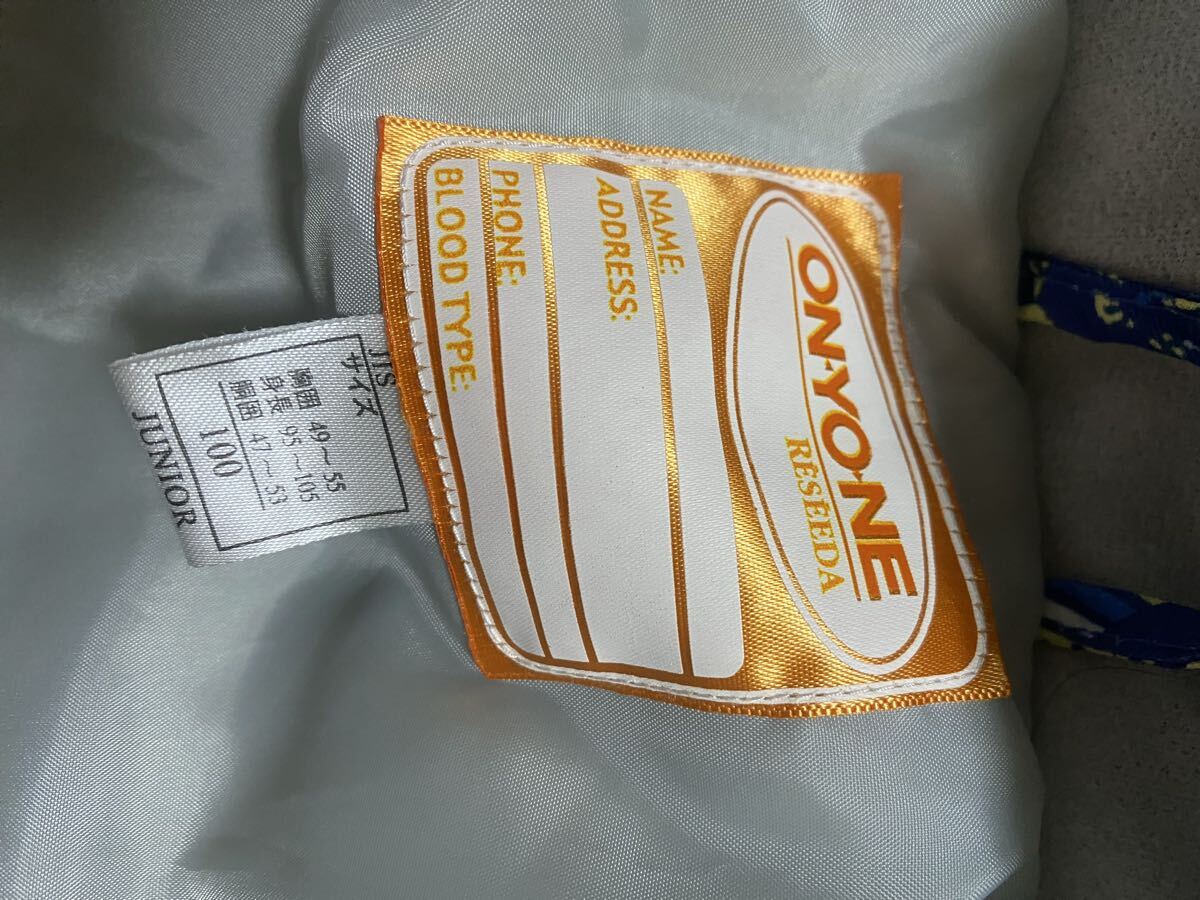 ON•YO•NE
RÉSÉEDA
NAME:
ADDRESS:
PHONE:
BLOOD TYPE:
JIS
サイズ
胸囲 49～55
身長 95～105
胴囲 47～53
100
JUNIOR